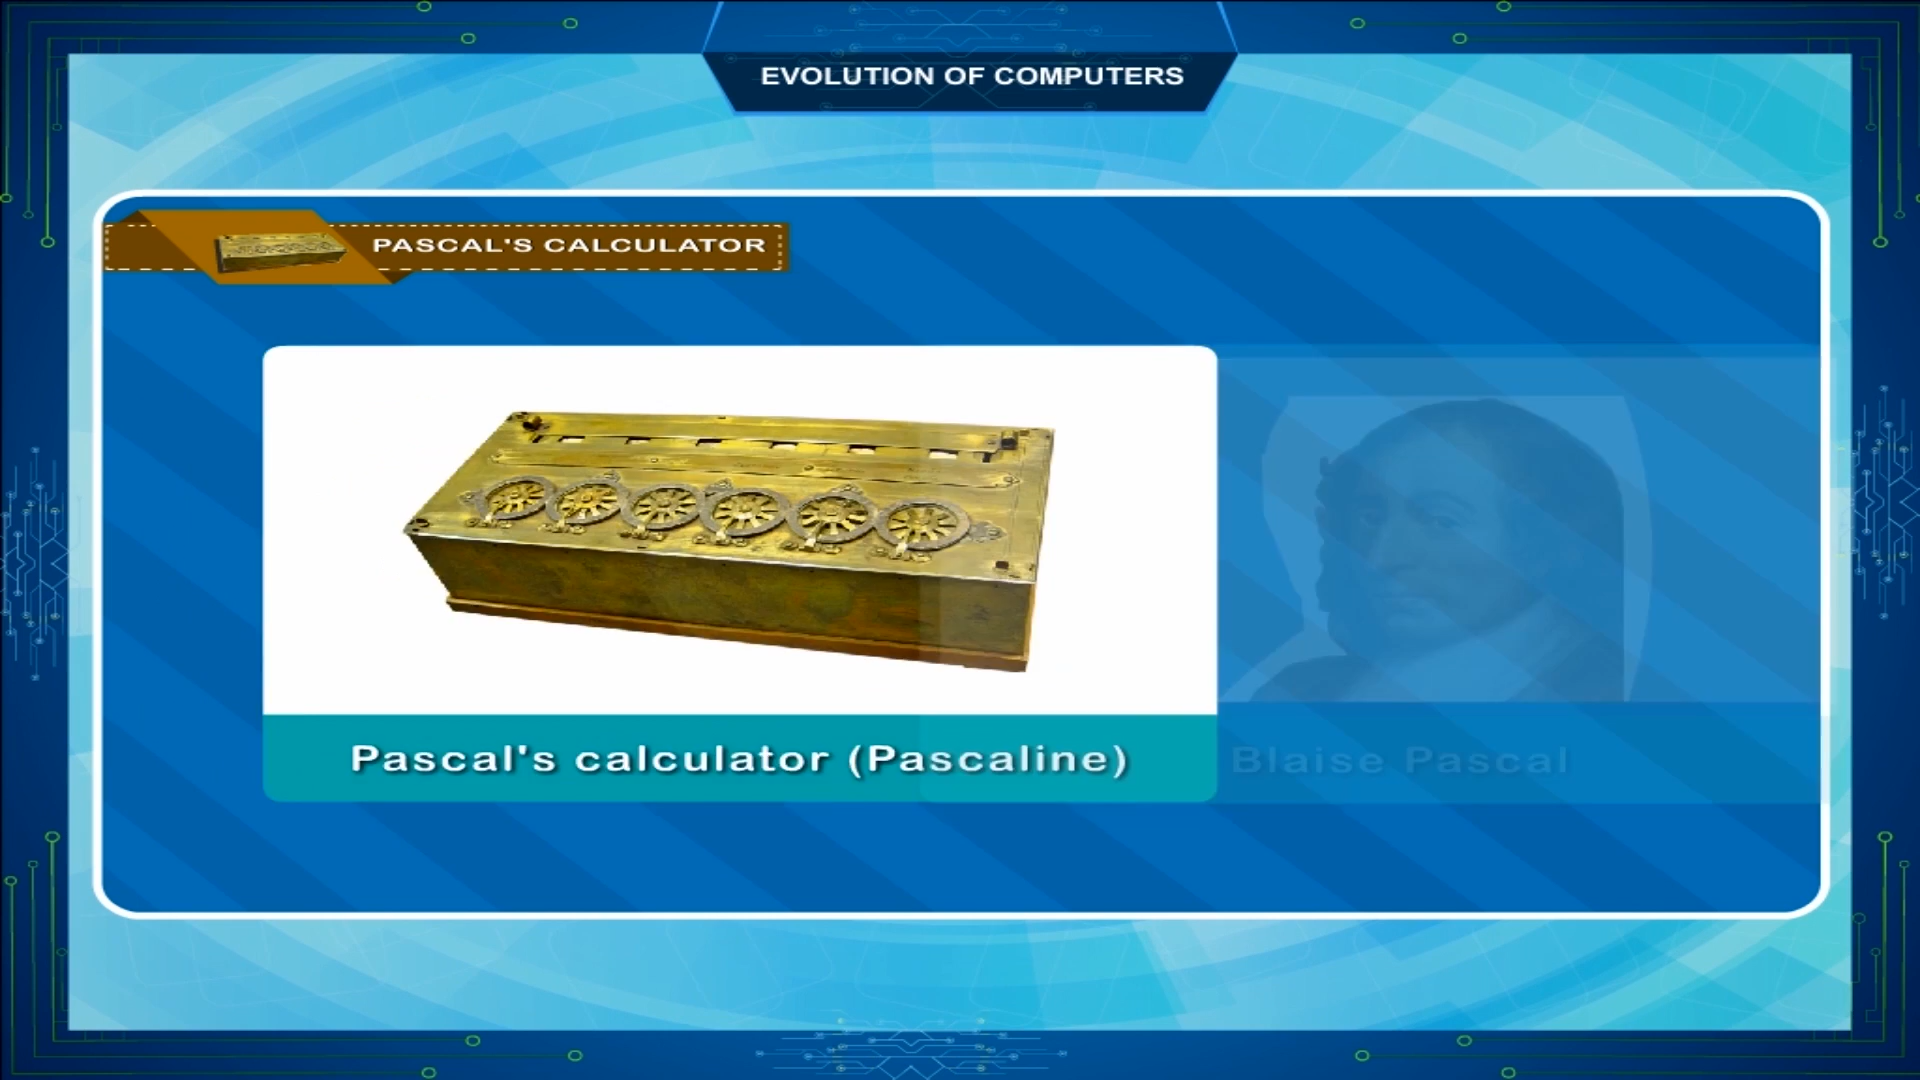 EVOLUTION OF COMPUTERS
PASCAL'S CALCULATOR
Pascal's calculator (Pascaline)
Blaise Pascal